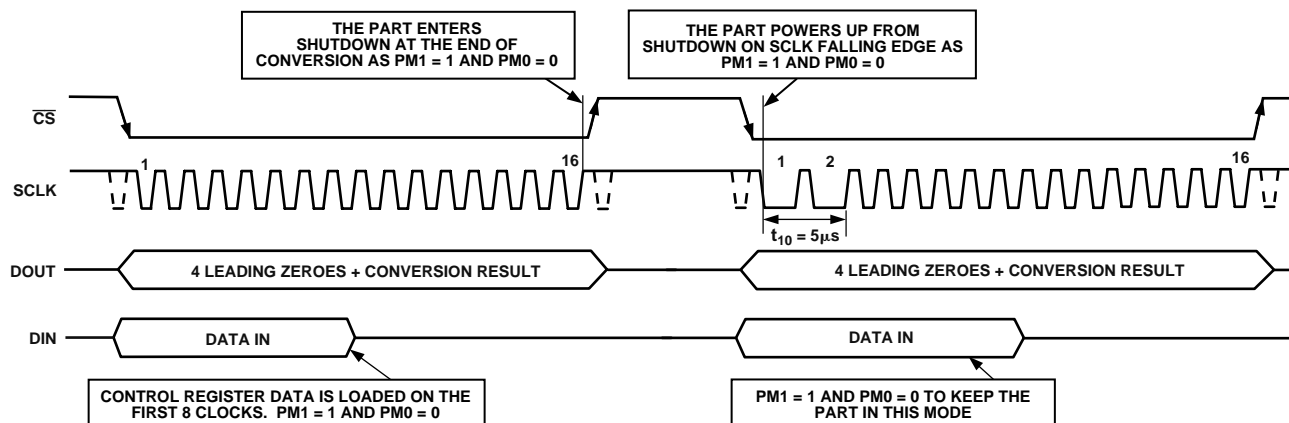 THE PART ENTERS
SHUTDOWN AT THE END OF
CONVERSION AS PM1 = 1 AND PM0 = 0
THE PART POWERS UP FROM
SHUTDOWN ON SCLK FALLING EDGE AS
PM1 = 1 AND PM0 = 0
CS
SCLK
1
16
1
2
16
t10 = 5μs
DOUT
4 LEADING ZEROES + CONVERSION RESULT
4 LEADING ZEROES + CONVERSION RESULT
DIN
DATA IN
DATA IN
CONTROL REGISTER DATA IS LOADED ON THE
FIRST 8 CLOCKS. PM1 = 1 AND PM0 = 0
PM1 = 1 AND PM0 = 0 TO KEEP THE
PART IN THIS MODE